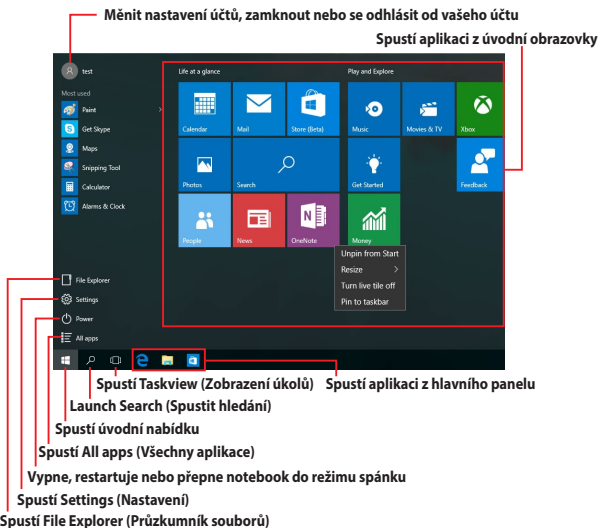 Měnit nastavení účtů, zamknout nebo se odhlásit od vašeho účtu
Spustí aplikaci z úvodní obrazovky
test
Life at a glance
Play and Explore
Most used
Paint
Get Skype
Maps
Snipping Tool
Calculator
Alarms & Clock
Calendar
Mail
Store (Beta)
Music
Movies & TV
Xbox
Photos
Search
Get Started
Feedback
People
News
OneNote
Money
Unpin from Start
Resize
Turn live tile off
Pin to taskbar
File Explorer
Settings
Power
All apps
Spustí Taskview (Zobrazení úkolů)
Spustí aplikaci z hlavního panelu
Launch Search (Spustit hledání)
Spustí úvodní nabídku
Spustí All apps (Všechny aplikace)
Vypne, restartuje nebo přepne notebook do režimu spánku
Spustí Settings (Nastavení)
Spustí File Explorer (Průzkumník souborů)